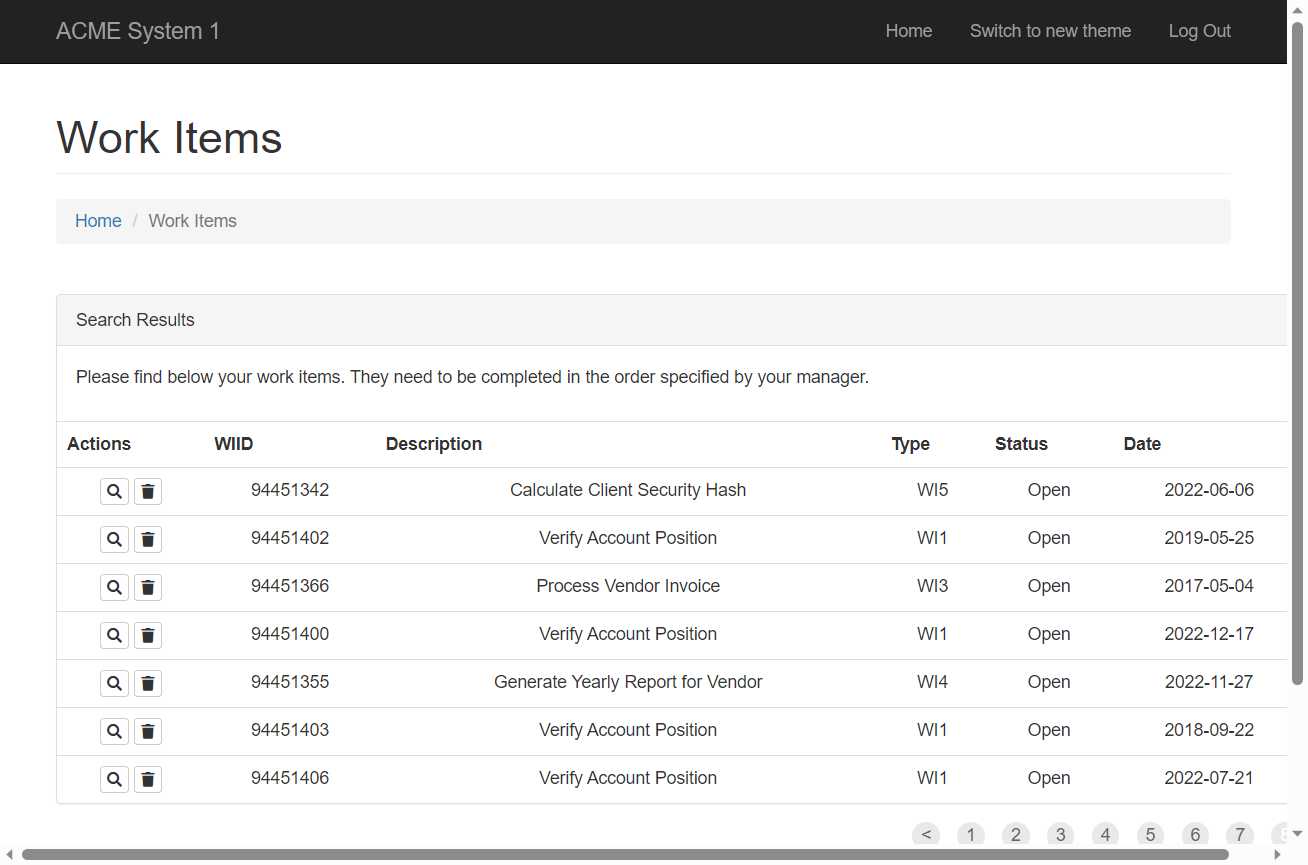 ACME System 1 Home Switch to new theme Log Out
Work Items
Home / Work Items
Search Results
Please find below your work items. They need to be completed in the order specified by your manager.
Actions WIID Description Type Status Date
94451342 Calculate Client Security Hash WI5 Open 2022-06-06
94451402 Verify Account Position WI1 Open 2019-05-25
94451366 Process Vendor Invoice WI3 Open 2017-05-04
94451400 Verify Account Position WI1 Open 2022-12-17
94451355 Generate Yearly Report for Vendor WI4 Open 2022-11-27
94451403 Verify Account Position WI1 Open 2018-09-22
94451406 Verify Account Position WI1 Open 2022-07-21
< 1 2 3 4 5 6 7